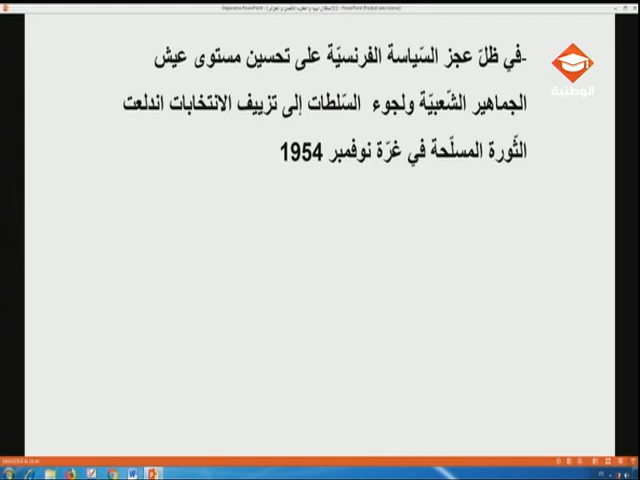 -في ظلّ عجز السّياسة الفرنسيّة على تحسين مستوى عيش
الجماهير الشّعبيّة ولجوء السّلطات إلى تزييف الانتخابات اندلعت
الثّورة المسلّحة في غرّة نوفمبر 1954
الوطنية